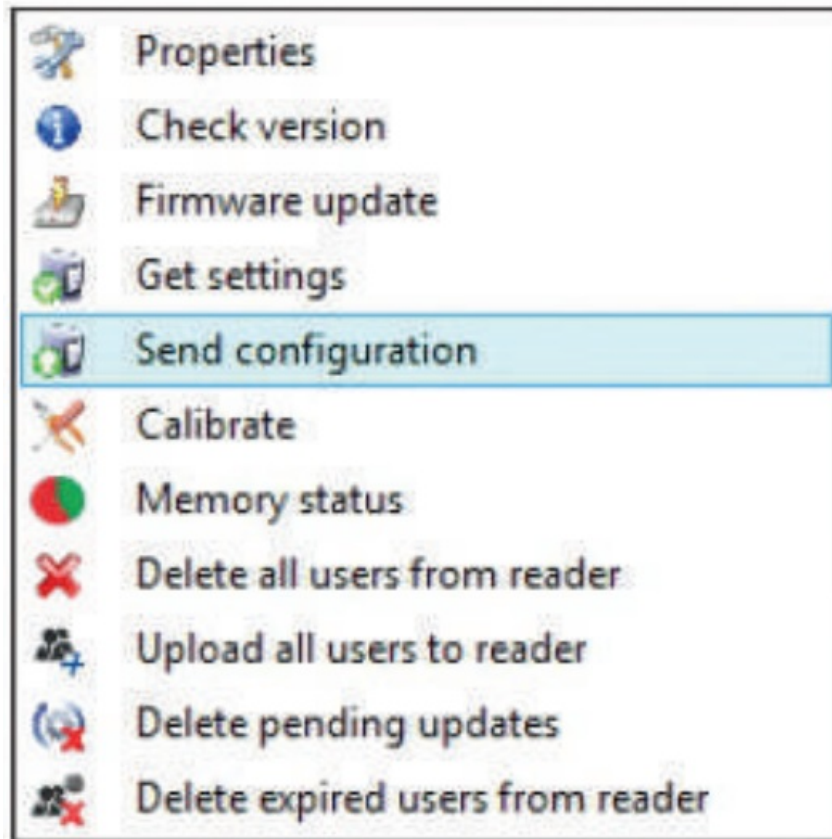 Properties
Check version
Firmware update
Get settings
Send configuration
Calibrate
Memory status
Delete all users from reader
Upload all users to reader
Delete pending updates
Delete expired users from reader